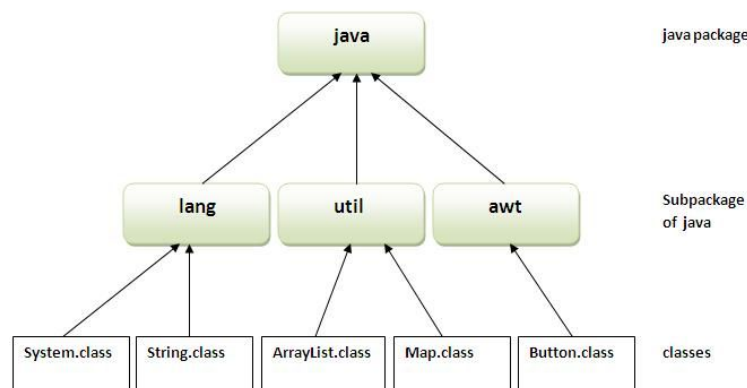 java
java package
lang
util
awt
Subpackage
of java
System.class
String.class
ArrayList.class
Map.class
Button.class
classes